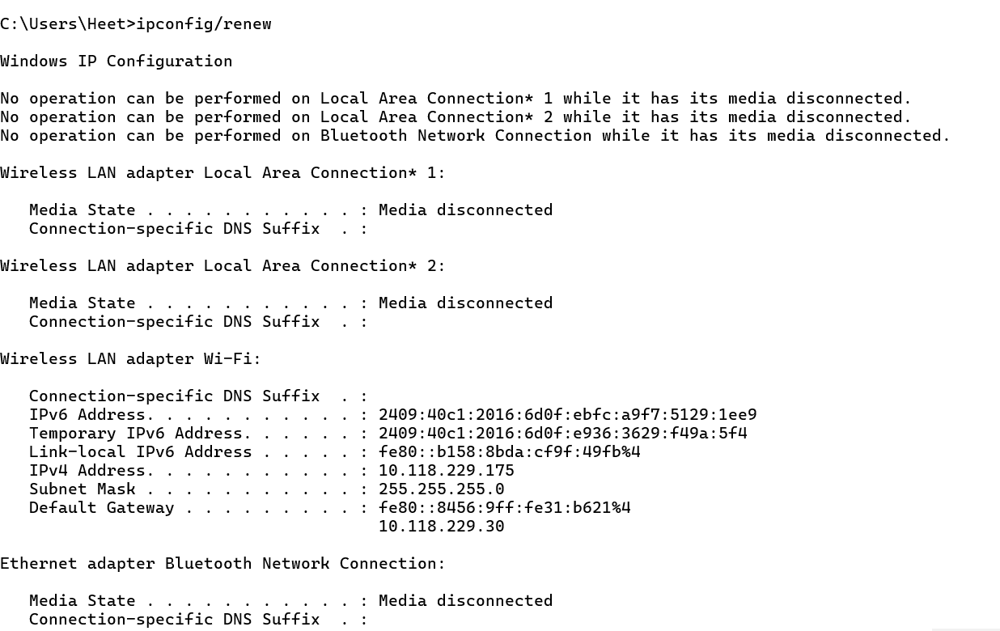 C:\Users\Heet>ipconfig/renew
Windows IP Configuration
No operation can be performed on Local Area Connection* 1 while it has its media disconnected.
No operation can be performed on Local Area Connection* 2 while it has its media disconnected.
No operation can be performed on Bluetooth Network Connection while it has its media disconnected.
Wireless LAN adapter Local Area Connection* 1:
   Media State . . . . . . . . . . . : Media disconnected
   Connection-specific DNS Suffix  . :
Wireless LAN adapter Local Area Connection* 2:
   Media State . . . . . . . . . . . : Media disconnected
   Connection-specific DNS Suffix  . :
Wireless LAN adapter Wi-Fi:
   Connection-specific DNS Suffix  . :
   IPv6 Address. . . . . . . . . . . : 2409:40c1:2016:6d0f:ebfc:a9f7:5129:1ee9
   Temporary IPv6 Address. . . . . . : 2409:40c1:2016:6d0f:e936:3629:f49a:5f4
   Link-local IPv6 Address . . . . . : fe80::b158:8bda:cf9f:49fb%4
   IPv4 Address. . . . . . . . . . . : 10.118.229.175
   Subnet Mask . . . . . . . . . . . : 255.255.255.0
   Default Gateway . . . . . . . . . : fe80::8456:9ff:fe31:b621%4
                                       10.118.229.30
Ethernet adapter Bluetooth Network Connection:
   Media State . . . . . . . . . . . : Media disconnected
   Connection-specific DNS Suffix  . :